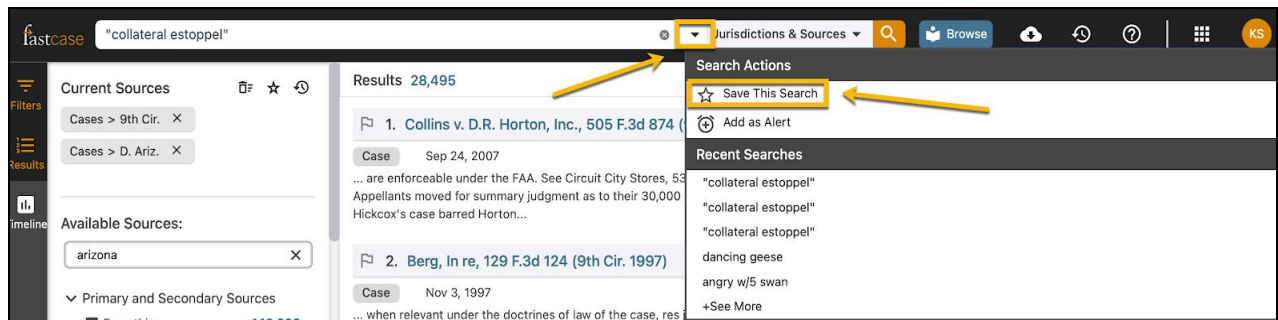 fastcase
"collateral estoppel"
Jurisdictions & Sources
Browse
KS
Filters
Results
Timeline
Current Sources
Cases > 9th Cir. X
Cases > D. Ariz. X
Available Sources:
arizona
Primary and Secondary Sources
Results 28,495
1. Collins v. D.R. Horton, Inc., 505 F.3d 874 (
Case Sep 24, 2007
... are enforceable under the FAA. See Circuit City Stores, 53
Appellants moved for summary judgment as to their 30,000
Hickcox's case barred Horton...
2. Berg, In re, 129 F.3d 124 (9th Cir. 1997)
Case Nov 3, 1997
... when relevant under the doctrines of law of the case, res
Search Actions
Save This Search
Add as Alert
Recent Searches
"collateral estoppel"
"collateral estoppel"
"collateral estoppel"
dancing geese
angry w/5 swan
+See More